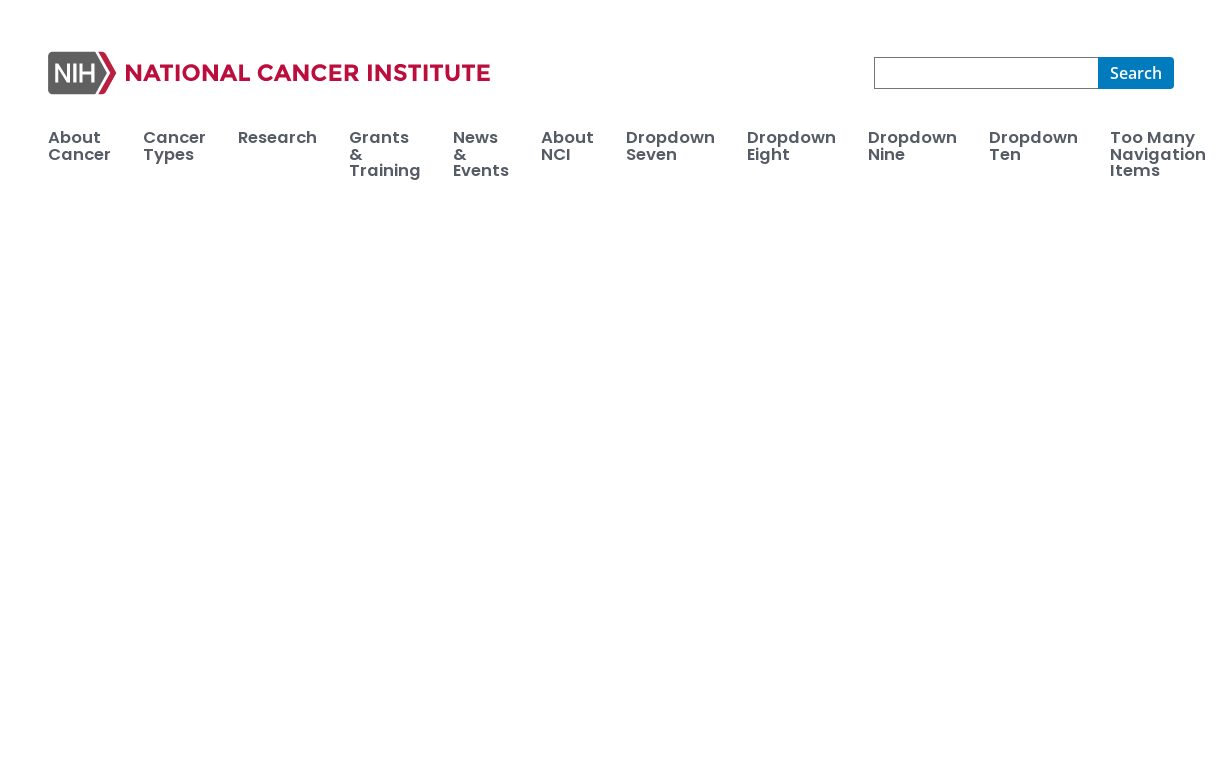 NIH NATIONAL CANCER INSTITUTE
Search
About Cancer
Cancer Types
Research
Grants & Training
News & Events
About NCI
Dropdown Seven
Dropdown Eight
Dropdown Nine
Dropdown Ten
Too Many Navigation Items